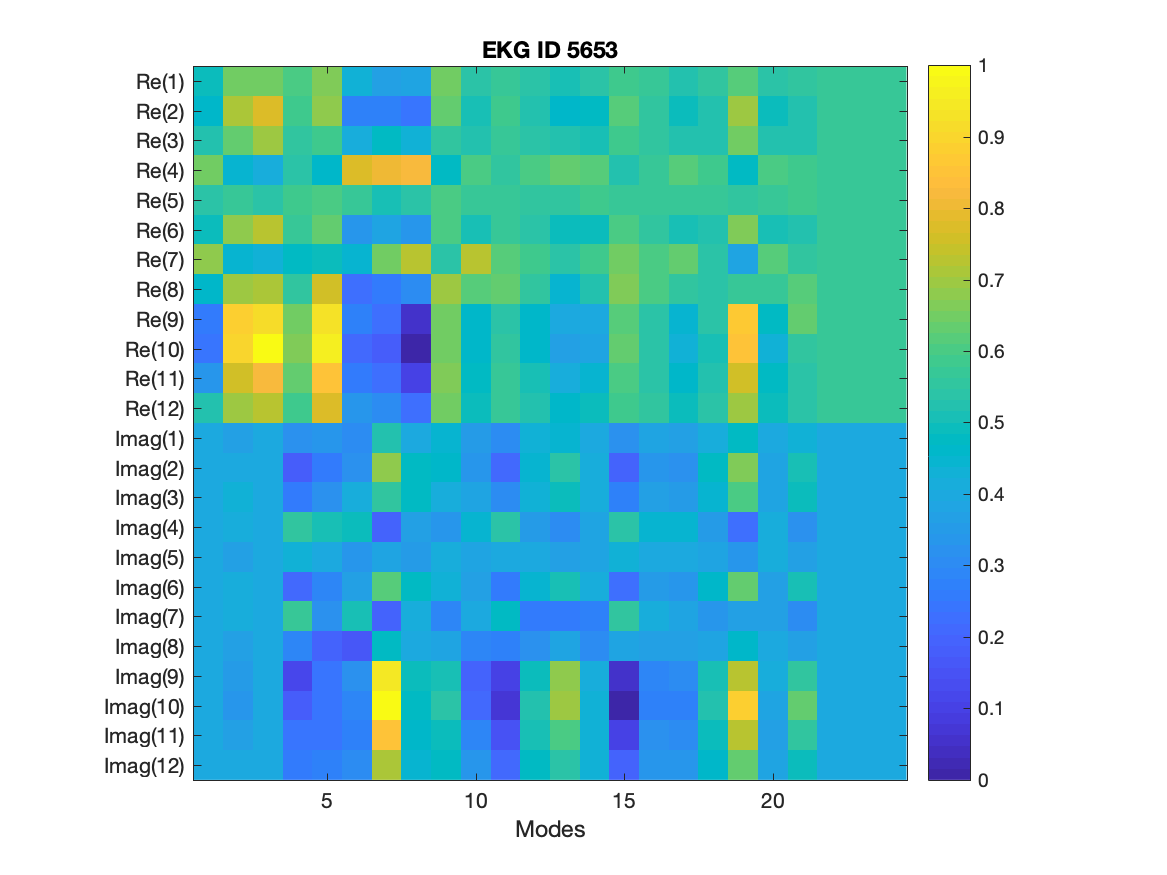 EKG ID 5653
Re(1)
Re(2)
Re(3)
Re(4)
Re(5)
Re(6)
Re(7)
Re(8)
Re(9)
Re(10)
Re(11)
Re(12)
Imag(1)
Imag(2)
Imag(3)
Imag(4)
Imag(5)
Imag(6)
Imag(7)
Imag(8)
Imag(9)
Imag(10)
Imag(11)
Imag(12)
5 10 15 20
Modes
1
0.9
0.8
0.7
0.6
0.5
0.4
0.3
0.2
0.1
0